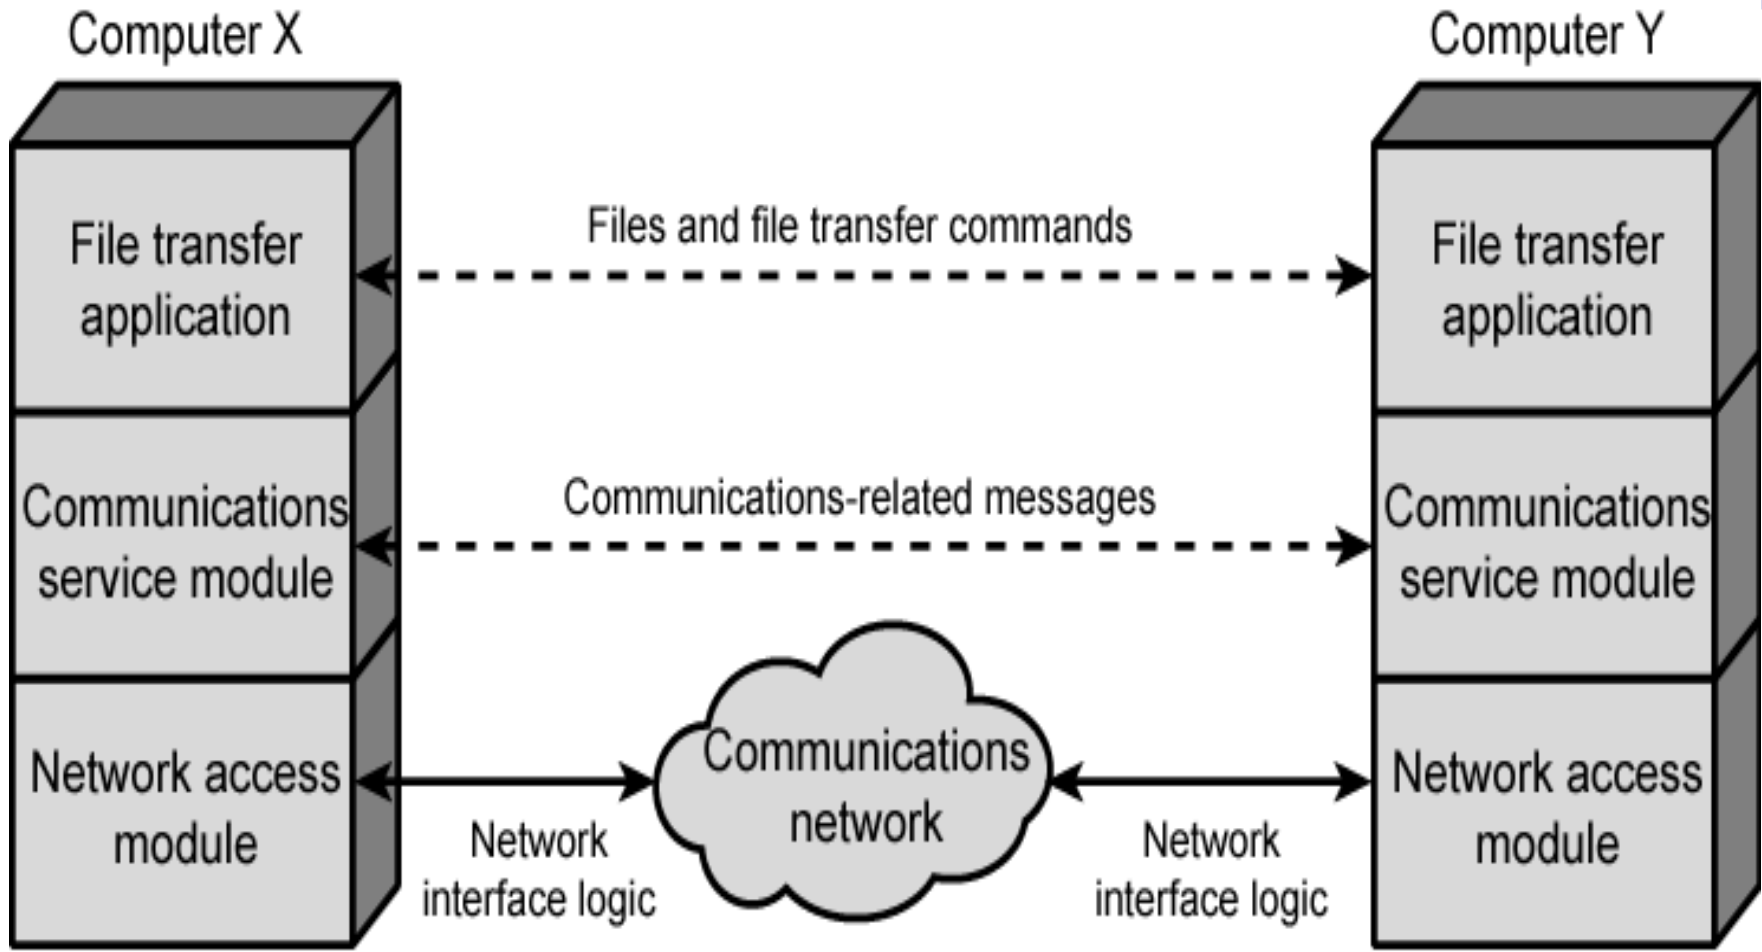 Computer X
Computer Y
File transfer
application
Files and file transfer commands
File transfer
application
Communications
service module
Communications-related messages
Communications
service module
Network access
module
Network
interface logic
Communications
network
Network
interface logic
Network access
module